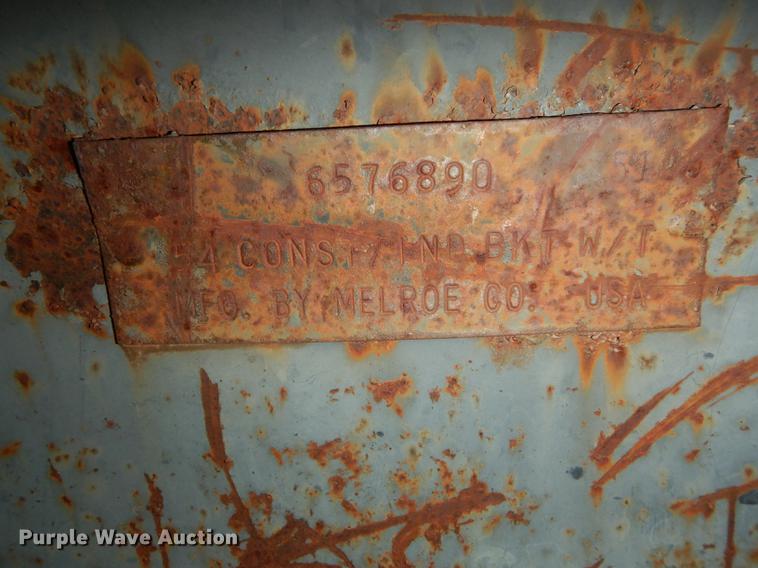 6576890
CONST/IND BKT W/T
MFG. BY MELROE CO. USA
Purple Wave Auction